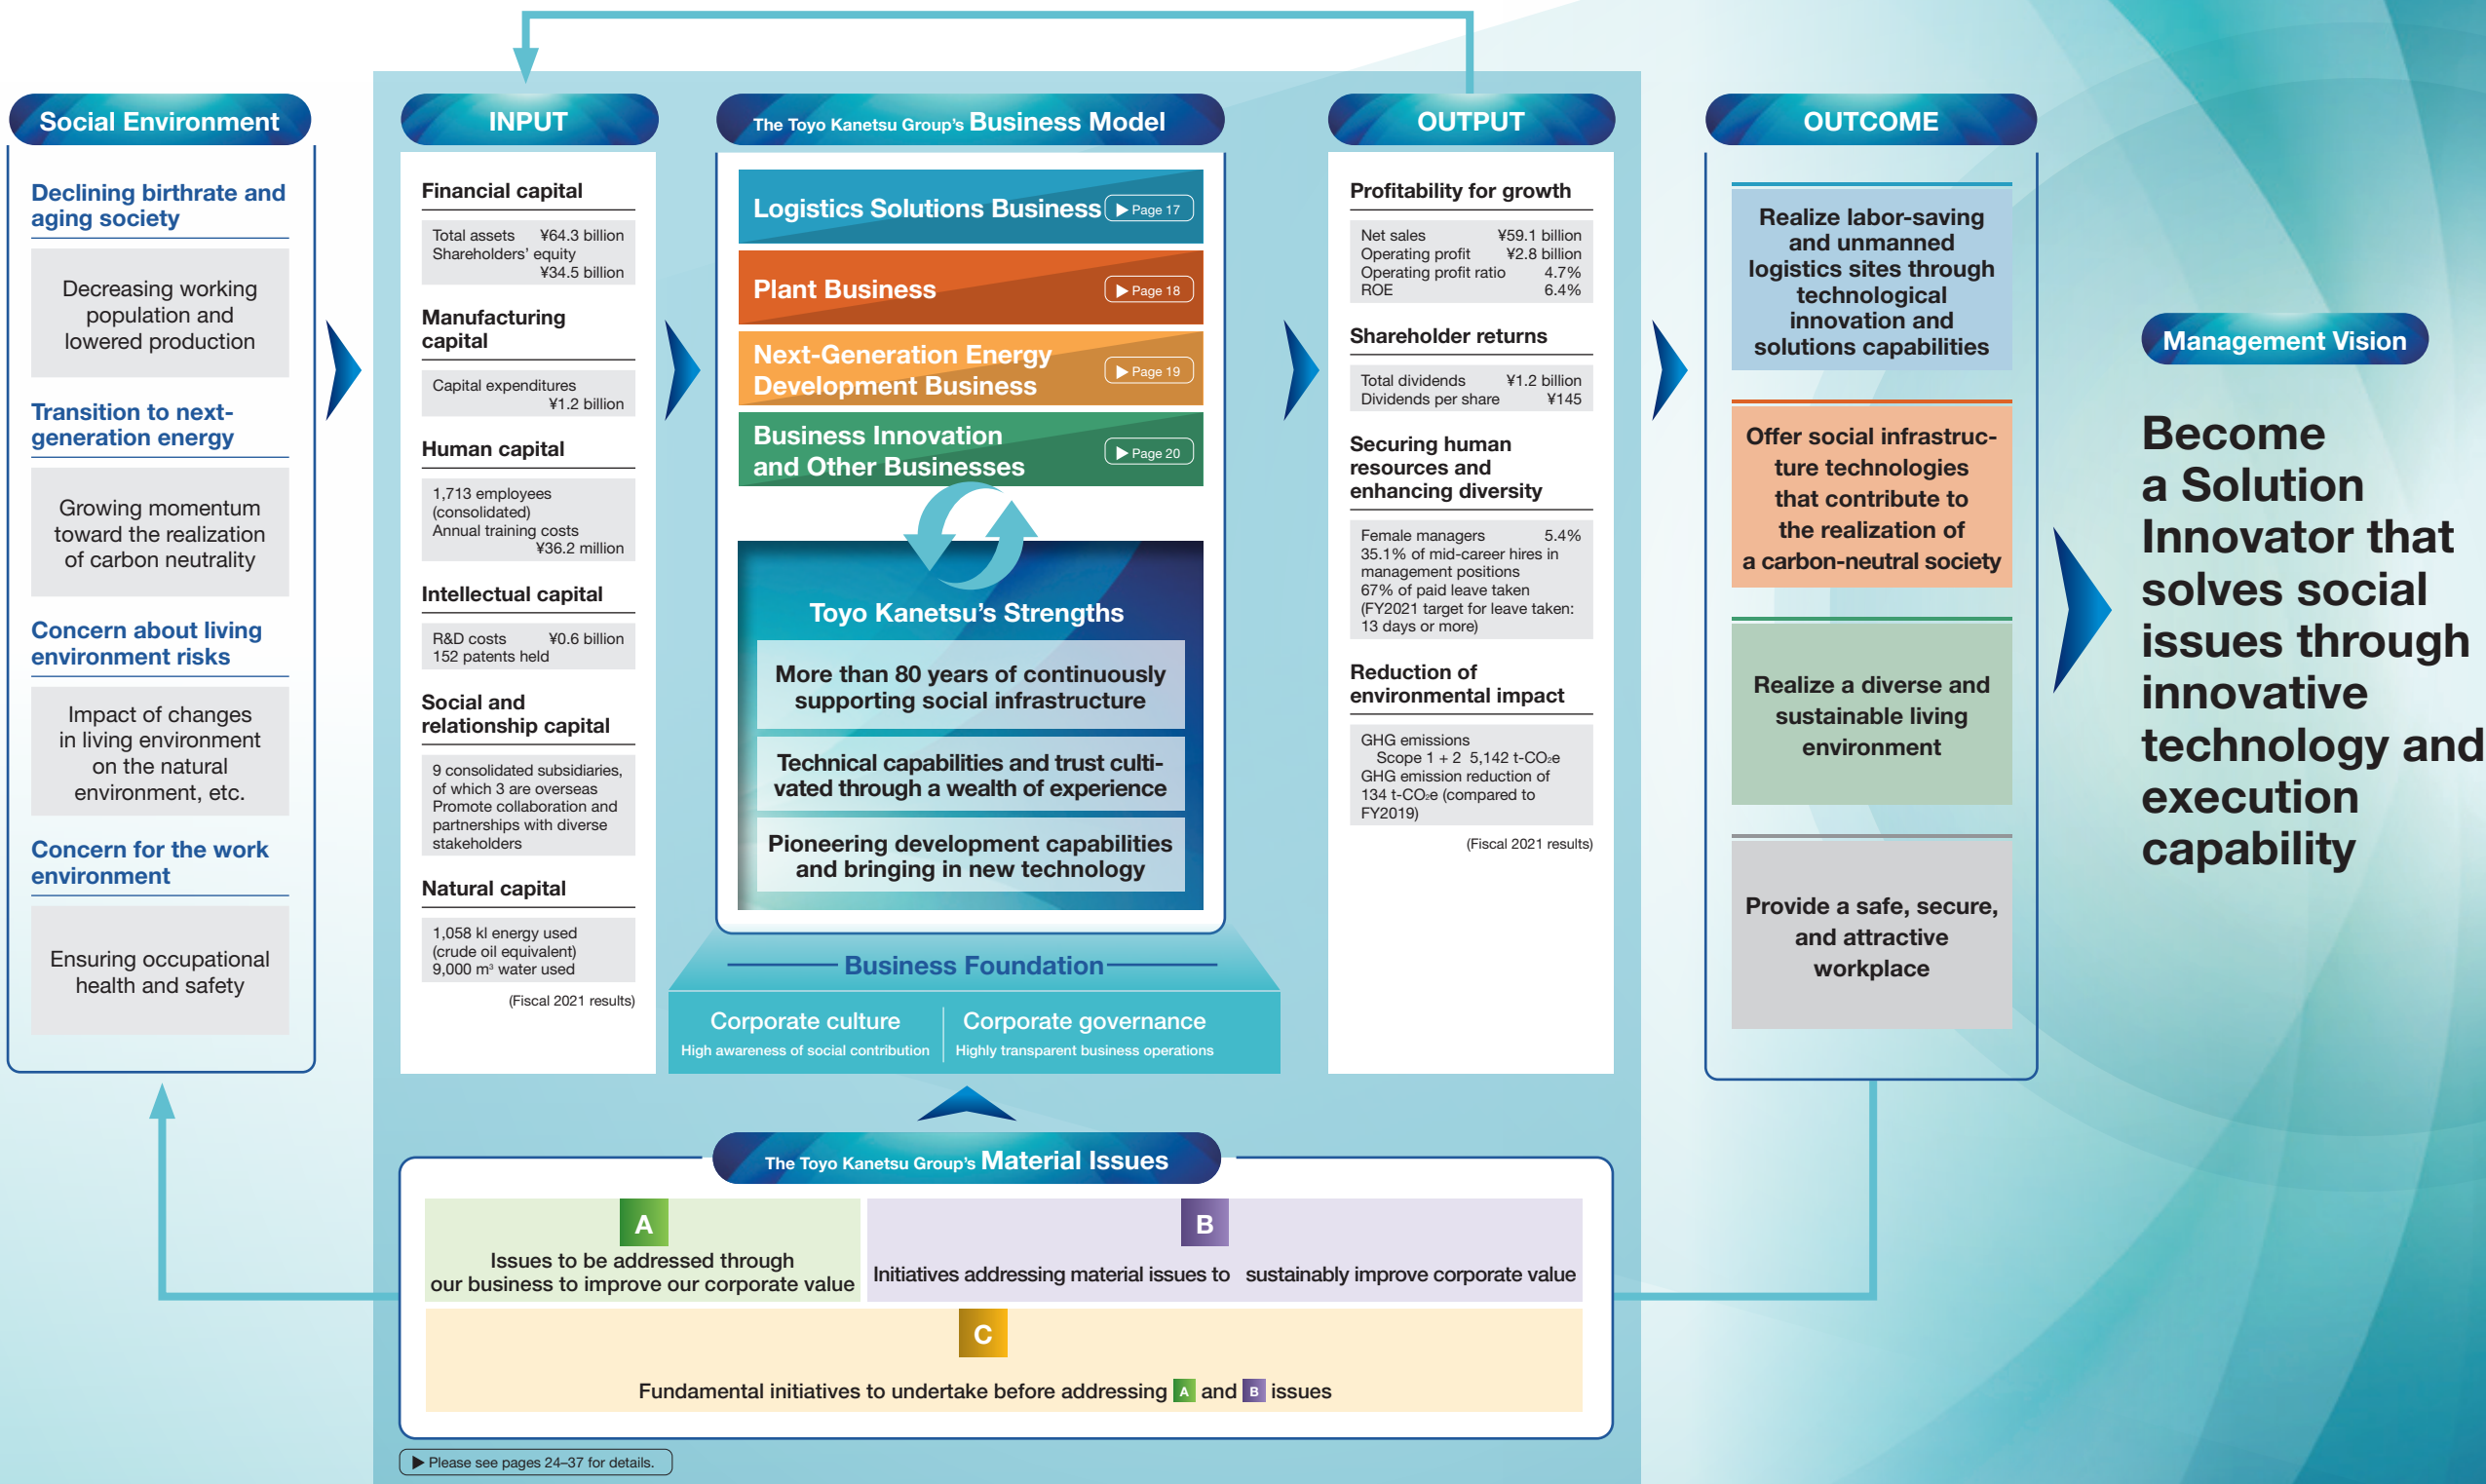 Social Environment
Declining birthrate and
aging society
Decreasing working
population and
lowered production
Transition to next-
generation energy
Growing momentum
toward the realization
of carbon neutrality
Concern about living
environment risks
Impact of changes
in living environment
on the natural
environment, etc.
Concern for the work
environment
Ensuring occupational
health and safety
INPUT
Financial capital
Total assets ¥64.3 billion
Shareholders' equity
¥34.5 billion
Manufacturing
capital
Capital expenditures
¥1.2 billion
Human capital
1,713 employees
(consolidated)
Annual training costs
¥36.2 million
Intellectual capital
R&D costs ¥0.6 billion
152 patents held
Social and
relationship capital
9 consolidated subsidiaries,
of which 3 are overseas
Promote collaboration and
partnerships with diverse
stakeholders
Natural capital
1,058 kl energy used
(crude oil equivalent)
9,000 m³ water used
(Fiscal 2021 results)
The Toyo Kanetsu Group's Business Model
Logistics Solutions Business ▶ Page 17
Plant Business ▶ Page 18
Next-Generation Energy
Development Business ▶ Page 19
Business Innovation
and Other Businesses ▶ Page 20
Toyo Kanetsu's Strengths
More than 80 years of continuously
supporting social infrastructure
Technical capabilities and trust culti-
vated through a wealth of experience
Pioneering development capabilities
and bringing in new technology
Business Foundation
Corporate culture
High awareness of social contribution
Corporate governance
Highly transparent business operations
OUTPUT
Profitability for growth
Net sales ¥59.1 billion
Operating profit ¥2.8 billion
Operating profit ratio 4.7%
ROE 6.4%
Shareholder returns
Total dividends ¥1.2 billion
Dividends per share ¥145
Securing human
resources and
enhancing diversity
Female managers 5.4%
35.1% of mid-career hires in
management positions
67% of paid leave taken
(FY2021 target for leave taken:
13 days or more)
Reduction of
environmental impact
GHG emissions
Scope 1 + 2 5,142 t-CO₂e
GHG emission reduction of
134 t-CO₂e (compared to
FY2019)
(Fiscal 2021 results)
OUTCOME
Realize labor-saving
and unmanned
logistics sites through
technological
innovation and
solutions capabilities
Offer social infrastruc-
ture technologies
that contribute to
the realization of
a carbon-neutral society
Realize a diverse and
sustainable living
environment
Provide a safe, secure,
and attractive
workplace
Management Vision
Become
a Solution
Innovator that
solves social
issues through
innovative
technology and
execution
capability
The Toyo Kanetsu Group's Material Issues
A
Issues to be addressed through
our business to improve our corporate value
B
Initiatives addressing material issues to sustainably improve corporate value
C
Fundamental initiatives to undertake before addressing A and B issues
▶ Please see pages 24–37 for details.